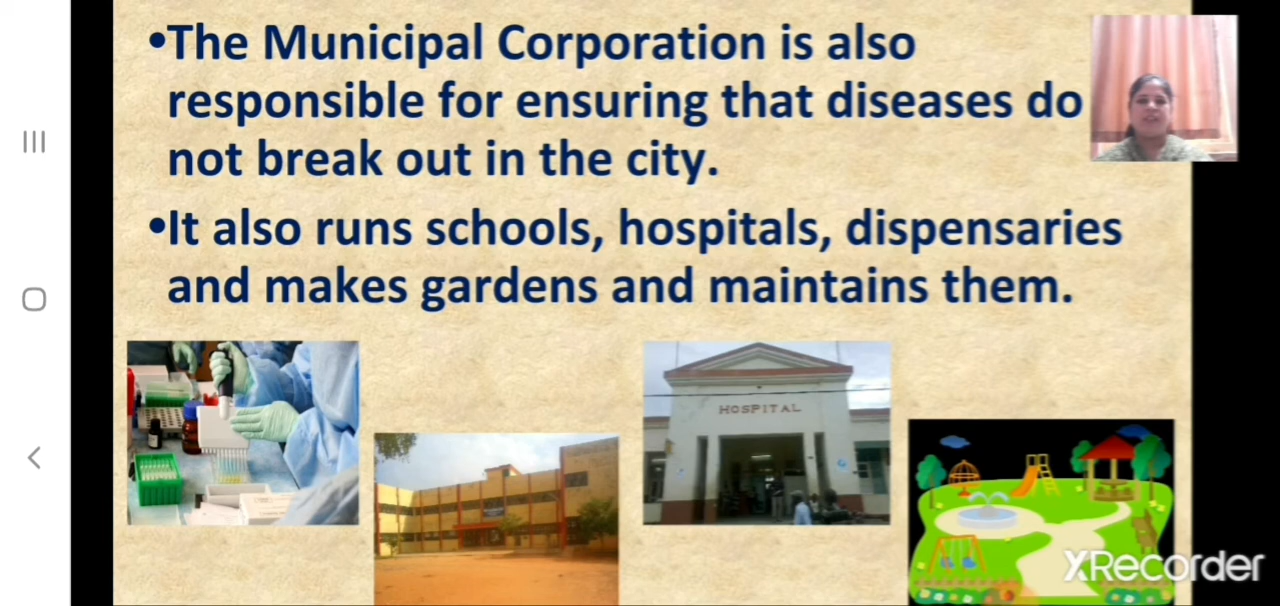 •The Municipal Corporation is also
responsible for ensuring that diseases do
not break out in the city.
•It also runs schools, hospitals, dispensaries
and makes gardens and maintains them.
HOSPITAL
XRecorder